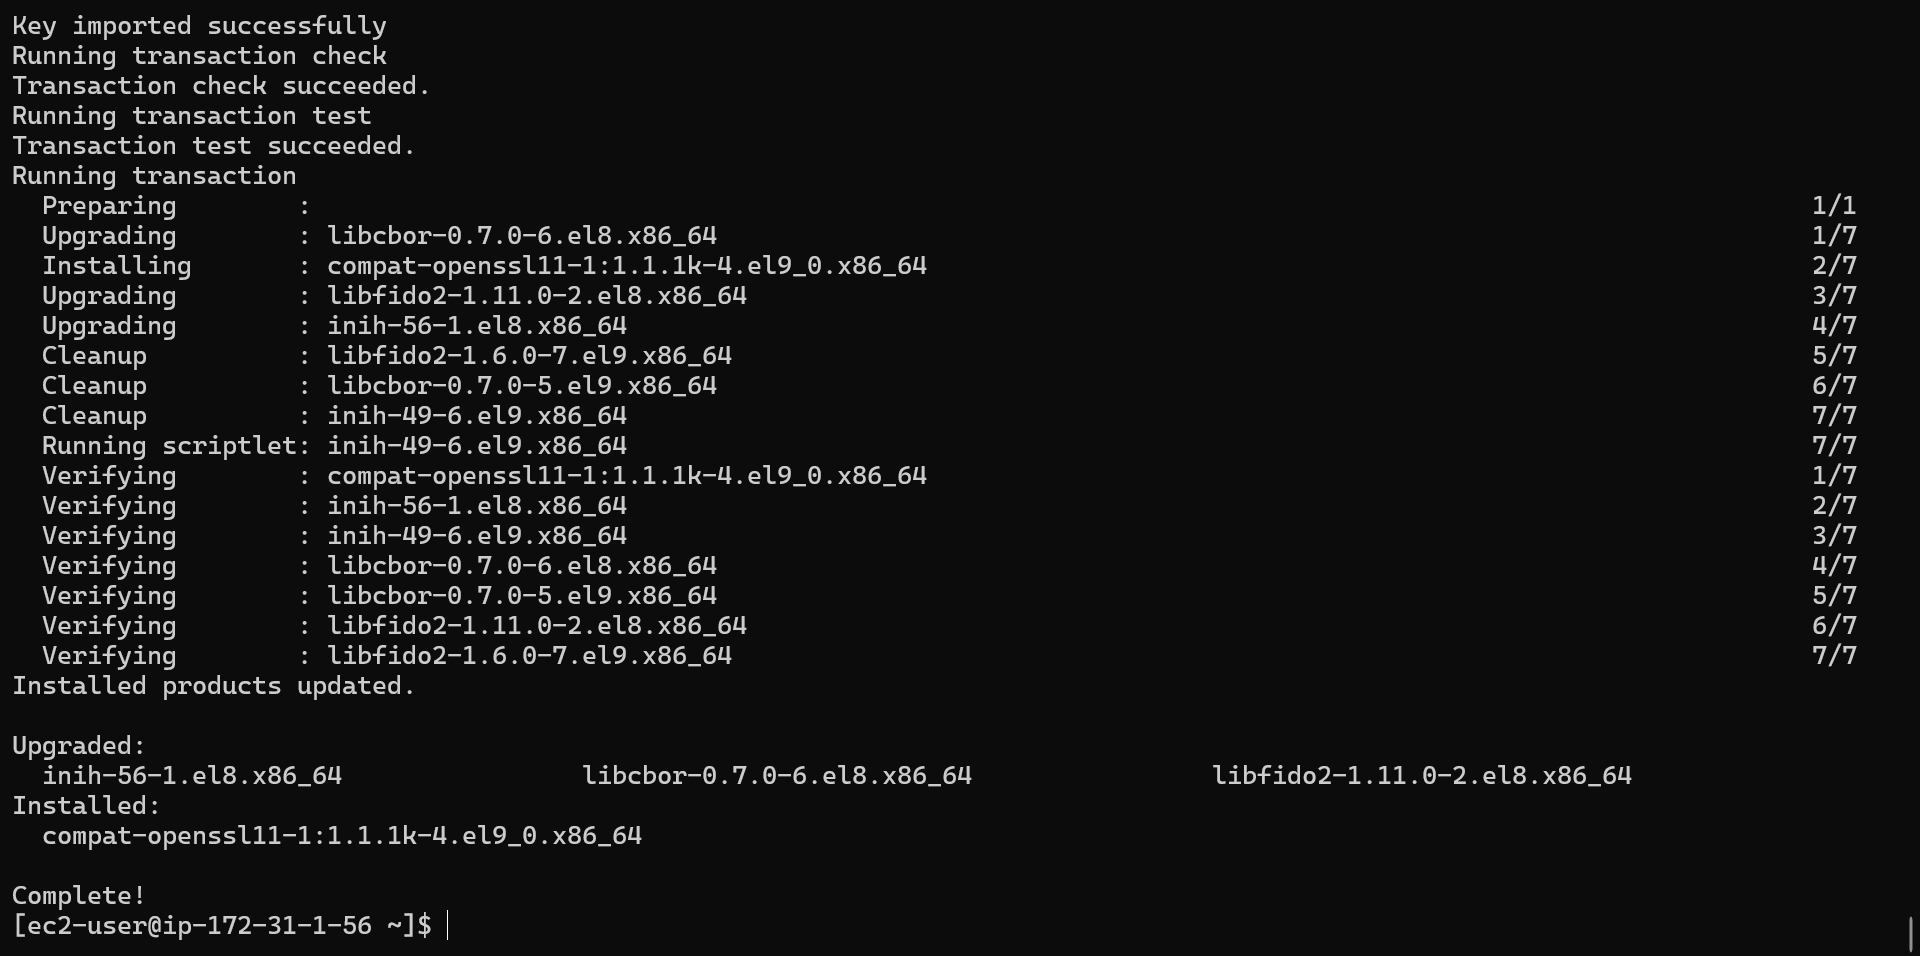 Key imported successfully
Running transaction check
Transaction check succeeded.
Running transaction test
Transaction test succeeded.
Running transaction
  Preparing        :                                                                                                    1/1
  Upgrading        : libcbor-0.7.0-6.el8.x86_64                                                                         1/7
  Installing       : compat-openssl11-1:1.1.1k-4.el9_0.x86_64                                                           2/7
  Upgrading        : libfido2-1.11.0-2.el8.x86_64                                                                       3/7
  Upgrading        : inih-56-1.el8.x86_64                                                                               4/7
  Cleanup          : libfido2-1.6.0-7.el9.x86_64                                                                        5/7
  Cleanup          : libcbor-0.7.0-5.el9.x86_64                                                                         6/7
  Cleanup          : inih-49-6.el9.x86_64                                                                               7/7
  Running scriptlet: inih-49-6.el9.x86_64                                                                               7/7
  Verifying        : compat-openssl11-1:1.1.1k-4.el9_0.x86_64                                                           1/7
  Verifying        : inih-56-1.el8.x86_64                                                                               2/7
  Verifying        : inih-49-6.el9.x86_64                                                                               3/7
  Verifying        : libcbor-0.7.0-6.el8.x86_64                                                                         4/7
  Verifying        : libcbor-0.7.0-5.el9.x86_64                                                                         5/7
  Verifying        : libfido2-1.11.0-2.el8.x86_64                                                                       6/7
  Verifying        : libfido2-1.6.0-7.el9.x86_64                                                                        7/7
Installed products updated.

Upgraded:
  inih-56-1.el8.x86_64                libcbor-0.7.0-6.el8.x86_64                libfido2-1.11.0-2.el8.x86_64
Installed:
  compat-openssl11-1:1.1.1k-4.el9_0.x86_64

Complete!
[ec2-user@ip-172-31-1-56 ~]$